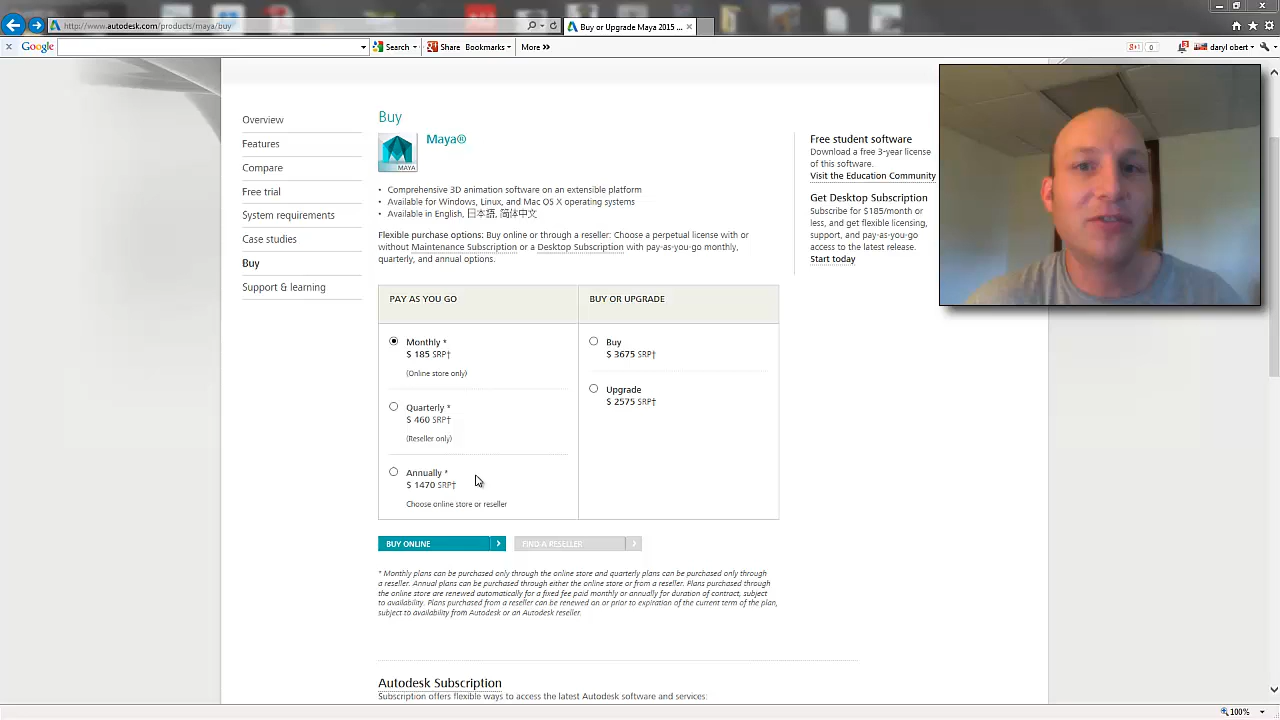 http://www.autodesk.com/products/maya/buy
Buy or Upgrade Maya 2015 ...
Google
Search
Share
Bookmarks
More »
0
daryl obert
Overview
Features
Compare
Free trial
System requirements
Case studies
Buy
Support & learning
Buy
MAYA
Maya®
• Comprehensive 3D animation software on an extensible platform
• Available for Windows, Linux, and Mac OS X operating systems
• Available in English, 日本語, 简体中文
Flexible purchase options: Buy online or through a reseller: Choose a perpetual license with or
without Maintenance Subscription or a Desktop Subscription with pay-as-you-go monthly,
quarterly, and annual options.
Free student software
Download a free 3-year license
of this software.
Visit the Education Community
Get Desktop Subscription
Subscribe for $185/month or
less, and get flexible licensing,
support, and pay-as-you-go
access to the latest release.
Start today
PAY AS YOU GO
Monthly *
$ 185 SRP†
(Online store only)
Quarterly *
$ 460 SRP†
(Reseller only)
Annually *
$ 1470 SRP†
Choose online store or reseller
BUY OR UPGRADE
Buy
$ 3675 SRP†
Upgrade
$ 2575 SRP†
BUY ONLINE
FIND A RESELLER
* Monthly plans can be purchased only through the online store and quarterly plans can be purchased only through
a reseller. Annual plans can be purchased through either the online store or from a reseller. Plans purchased through
the online store are renewed automatically for a fixed fee paid monthly or annually for duration of contract, subject
to availability. Plans purchased from a reseller can be renewed on or prior to expiration of the current term of the plan,
subject to availability from Autodesk or an Autodesk reseller.
Autodesk Subscription
Subscription offers flexible ways to access the latest Autodesk software and services:
100%